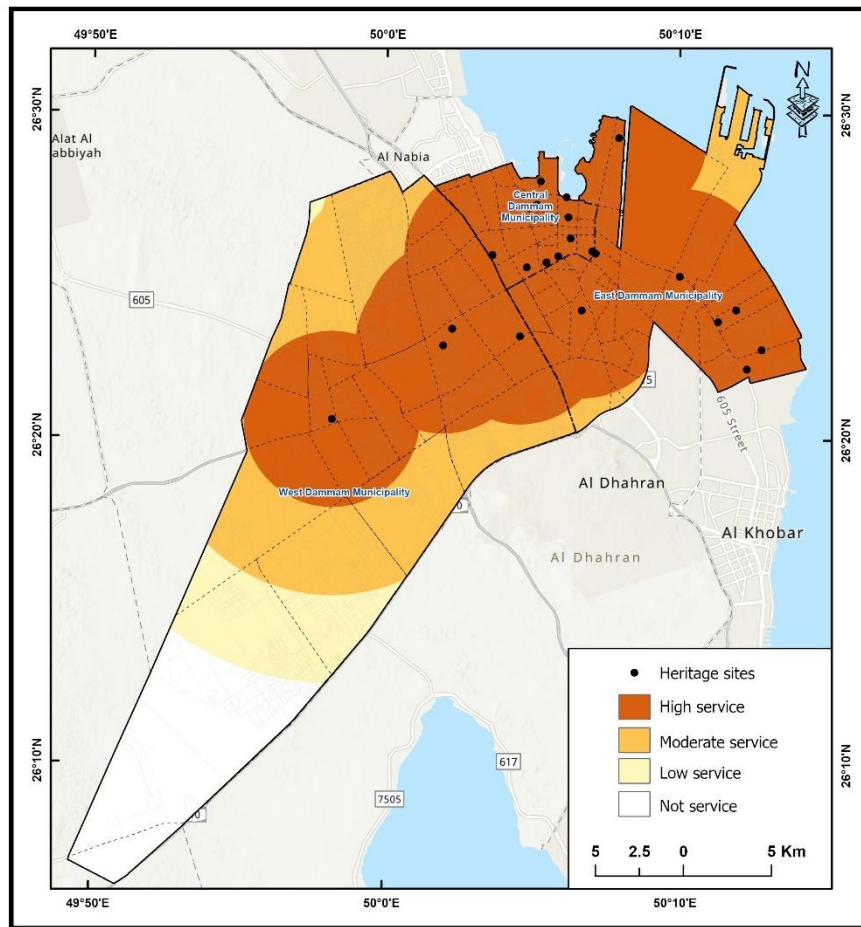 49°50'E
50°0'E
50°10'E
N
26°30'N
26°30'N
Alat Al
abbiyah
Al Nabia
Central
Dammam
Municipality
605
East Dammam Municipality
605 Street
26°20'N
26°20'N
West Dammam Municipality
Al Dhahran
Al Khobar
Al Dhahran
Heritage sites
High service
Moderate service
Low service
Not service
26°10'N
26°10'N
617
7505
5
2.5
0
5 Km
49°50'E
50°0'E
50°10'E